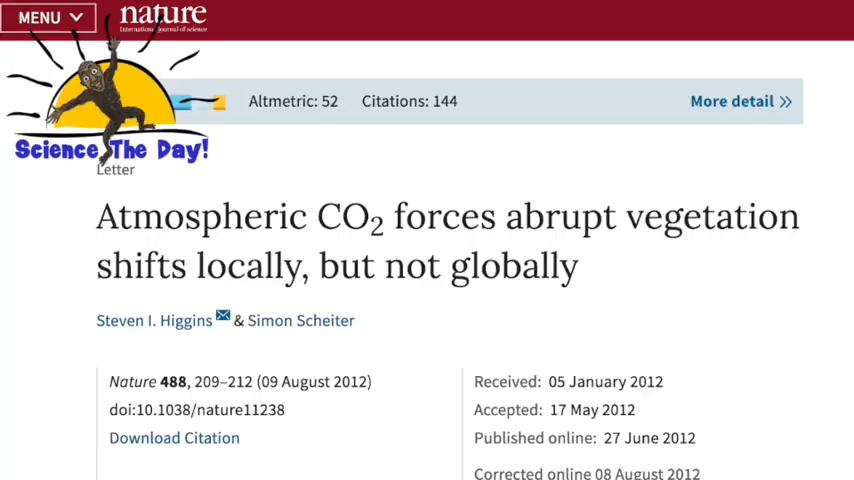 MENU
nature
International journal of science
Altmetric: 52 Citations: 144 More detail »
Science The Day!
Letter
Atmospheric CO₂ forces abrupt vegetation
shifts locally, but not globally
Steven I. Higgins & Simon Scheiter
Nature 488, 209–212 (09 August 2012)
doi:10.1038/nature11238
Download Citation
Received: 05 January 2012
Accepted: 17 May 2012
Published online: 27 June 2012
Corrected online 08 August 2012